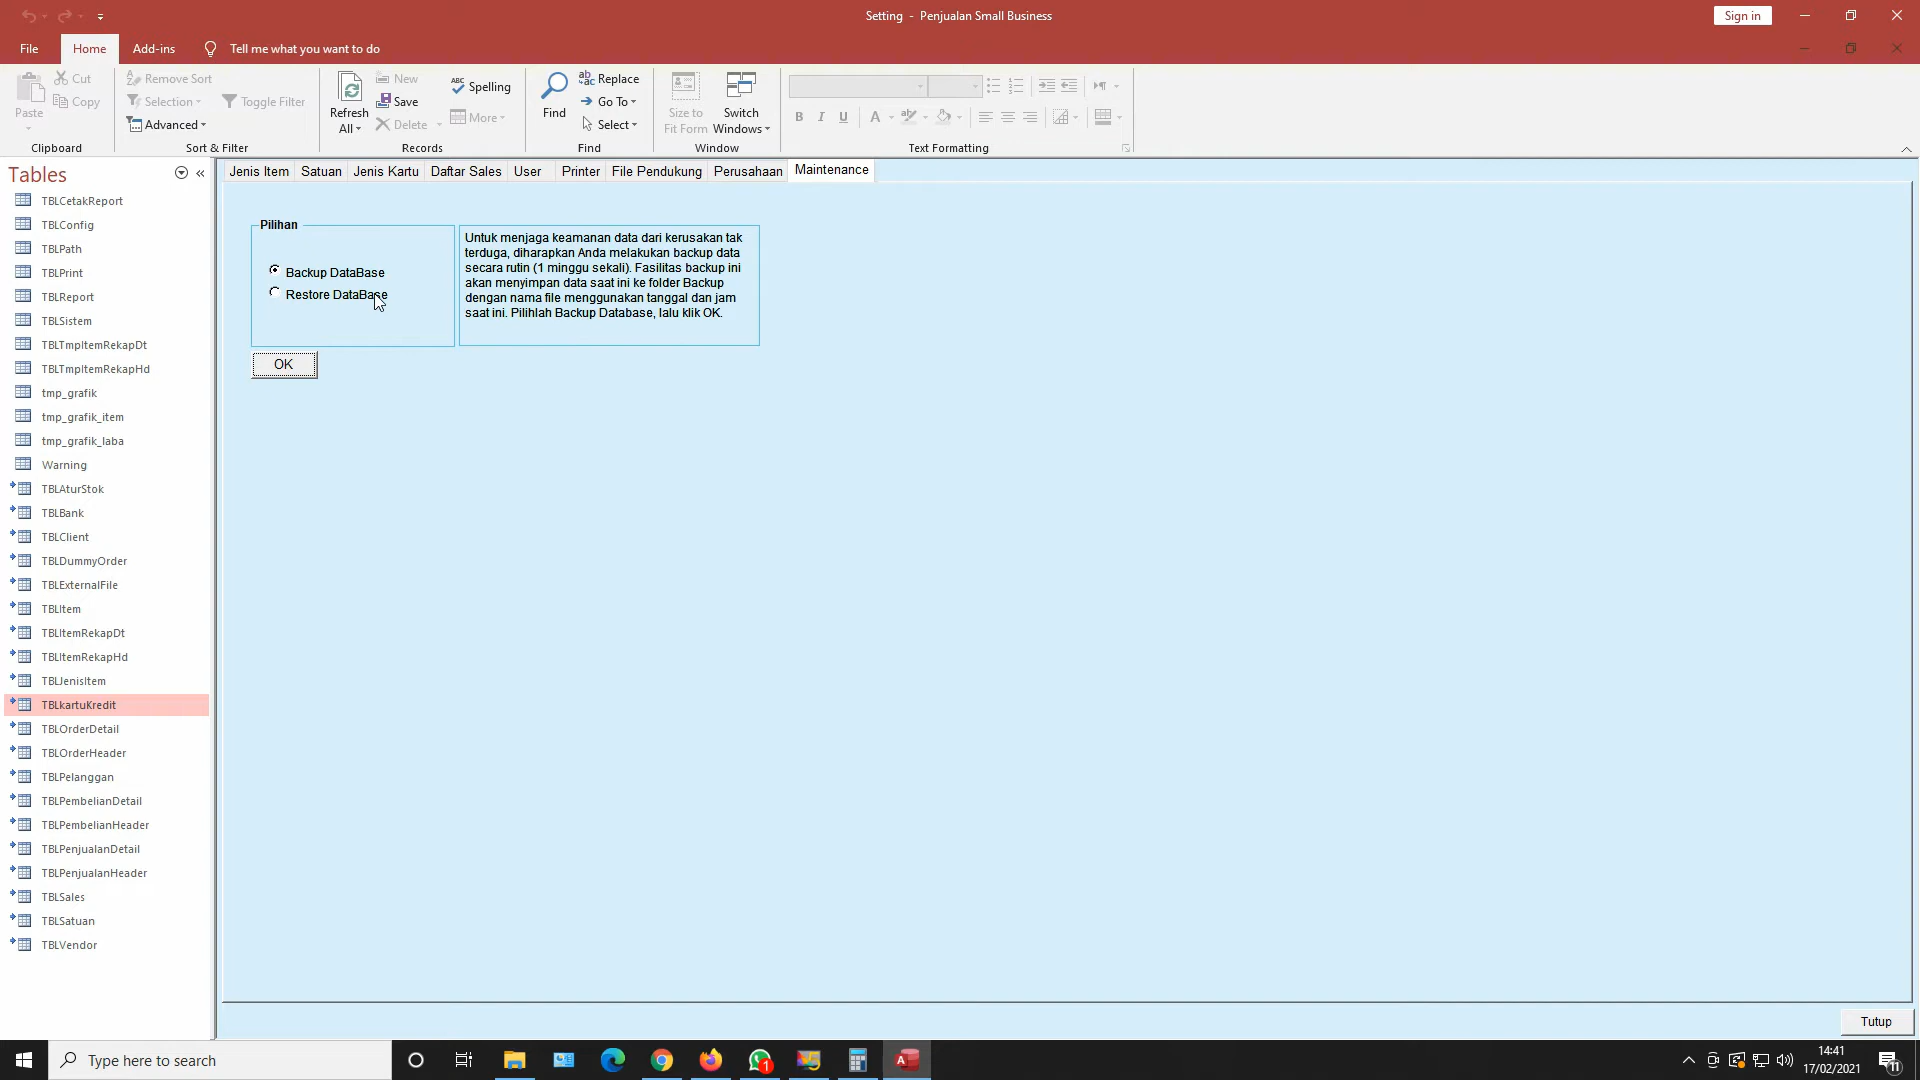 Setting - Penjualan Small Business
Sign in
File
Home
Add-ins
Tell me what you want to do
Paste
Cut
Copy
Clipboard
Remove Sort
Selection
Toggle Filter
Advanced
Sort & Filter
Refresh
All
New
Save
Delete
Spelling
More
Records
Find
Replace
Go To
Select
Find
Size to
Fit Form
Switch
Windows
Window
B I U
A
Text Formatting
Tables
TBLCetakReport
TBLConfig
TBLPath
TBLPrint
TBLReport
TBLSistem
TBLTmpItemRekapDt
TBLTmpItemRekapHd
tmp_grafik
tmp_grafik_item
tmp_grafik_laba
Warning
TBLAturStok
TBLBank
TBLClient
TBLDummyOrder
TBLExternalFile
TBLItem
TBLItemRekapDt
TBLItemRekapHd
TBLJenisItem
TBLkartuKredit
TBLOrderDetail
TBLOrderHeader
TBLPelanggan
TBLPembelianDetail
TBLPembelianHeader
TBLPenjualanDetail
TBLPenjualanHeader
TBLSales
TBLSatuan
TBLVendor
Jenis Item
Satuan
Jenis Kartu
Daftar Sales
User
Printer
File Pendukung
Perusahaan
Maintenance
Pilihan
Backup DataBase
Restore DataBase
OK
Untuk menjaga keamanan data dari kerusakan tak
terduga, diharapkan Anda melakukan backup data
secara rutin (1 minggu sekali). Fasilitas backup ini
akan menyimpan data saat ini ke folder Backup
dengan nama file menggunakan tanggal dan jam
saat ini. Pilihlah Backup Database, lalu klik OK.
Tutup
Type here to search
1
A
14:41
17/02/2021
11